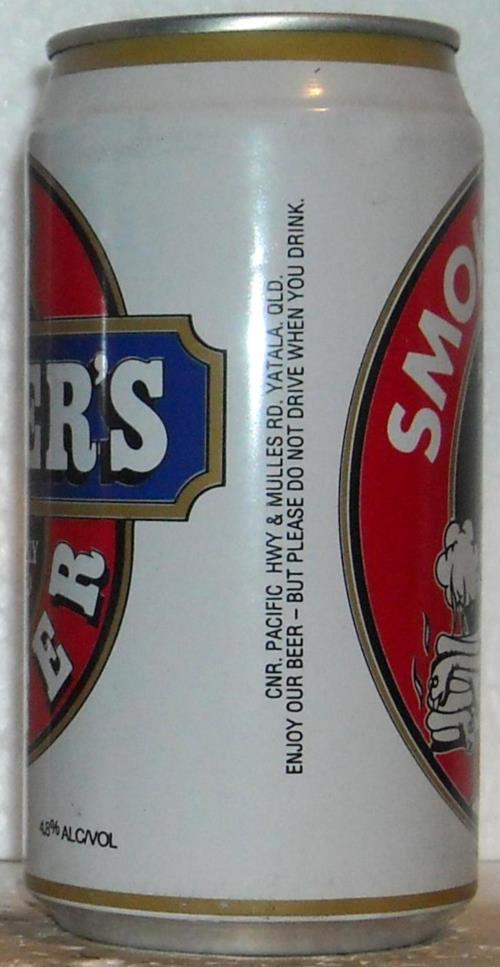 ER'S
ER
4.8% ALC/VOL
CNR. PACIFIC HWY & MULLES RD, YATALA, QLD.
ENJOY OUR BEER – BUT PLEASE DO NOT DRIVE WHEN YOU DRINK.
SMO